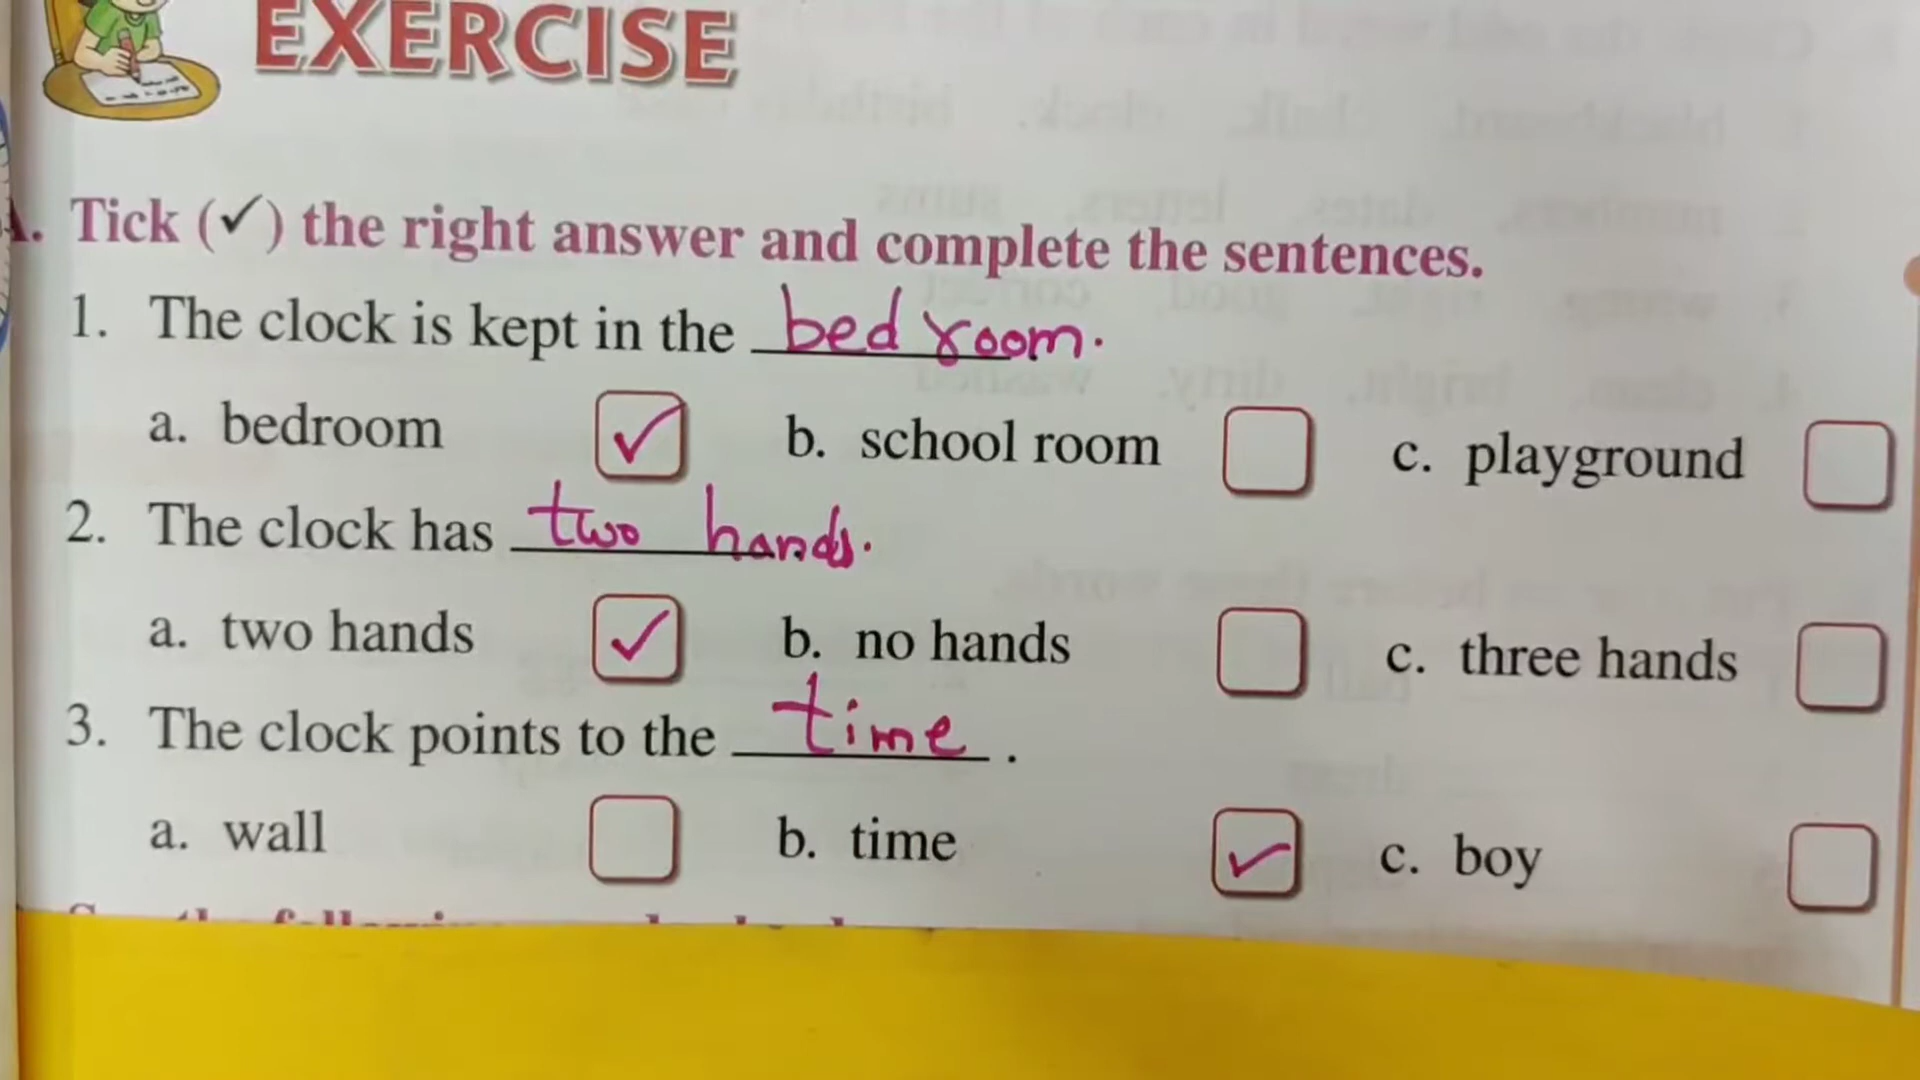 EXERCISE
A. Tick (✓) the right answer and complete the sentences.
1. The clock is kept in the bed room.
a. bedroom ✓ b. school room c. playground
2. The clock has two hands.
a. two hands ✓ b. no hands c. three hands
3. The clock points to the time.
a. wall b. time ✓ c. boy